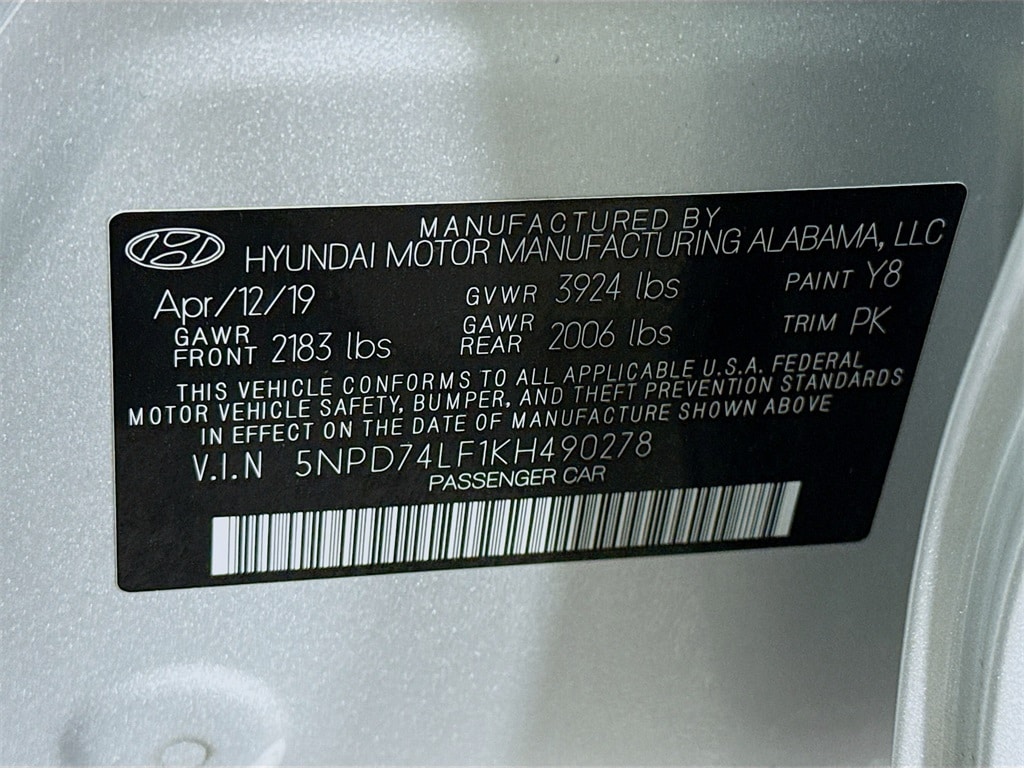 MANUFACTURED BY
HYUNDAI MOTOR MANUFACTURING ALABAMA, LLC
Apr/12/19 GVWR 3924 lbs PAINT Y8
GAWR FRONT 2183 lbs GAWR REAR 2006 lbs TRIM PK
THIS VEHICLE CONFORMS TO ALL APPLICABLE U.S.A. FEDERAL
MOTOR VEHICLE SAFETY, BUMPER, AND THEFT PREVENTION STANDARDS
IN EFFECT ON THE DATE OF MANUFACTURE SHOWN ABOVE
V.I.N 5NPD74LF1KH490278
PASSENGER CAR